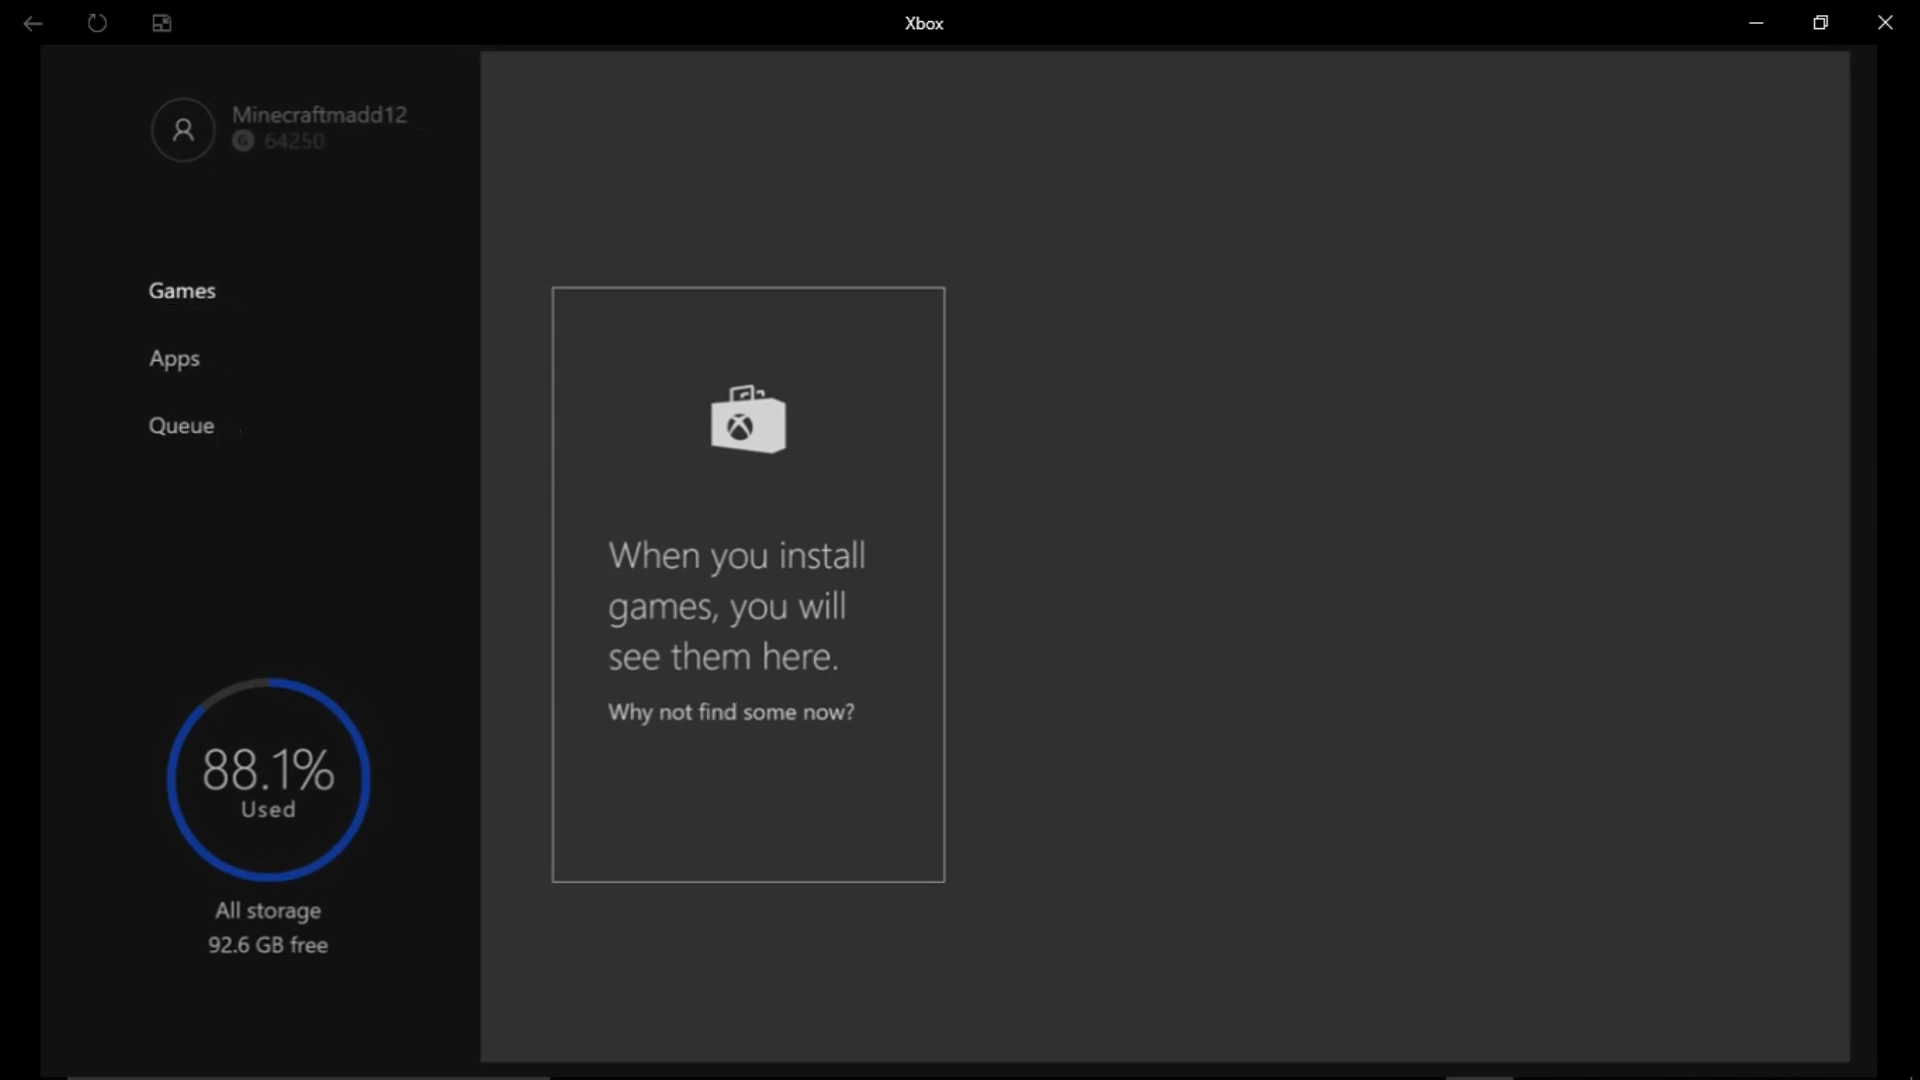 Xbox
Minecraftmadd12
G 64250
Games
Apps
Queue
When you install
games, you will
see them here.
Why not find some now?
88.1%
Used
All storage
92.6 GB free